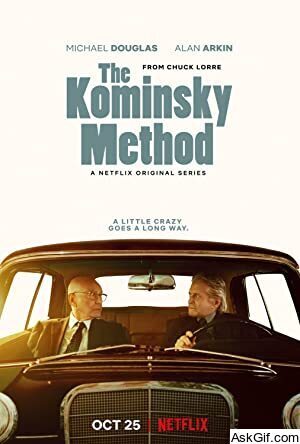 MICHAEL DOUGLAS ALAN ARKIN
FROM CHUCK LORRE
The
Kominsky
Method
A NETFLIX ORIGINAL SERIES
A LITTLE CRAZY
GOES A LONG WAY.
OCT 25 | NETFLIX
AskGif.com